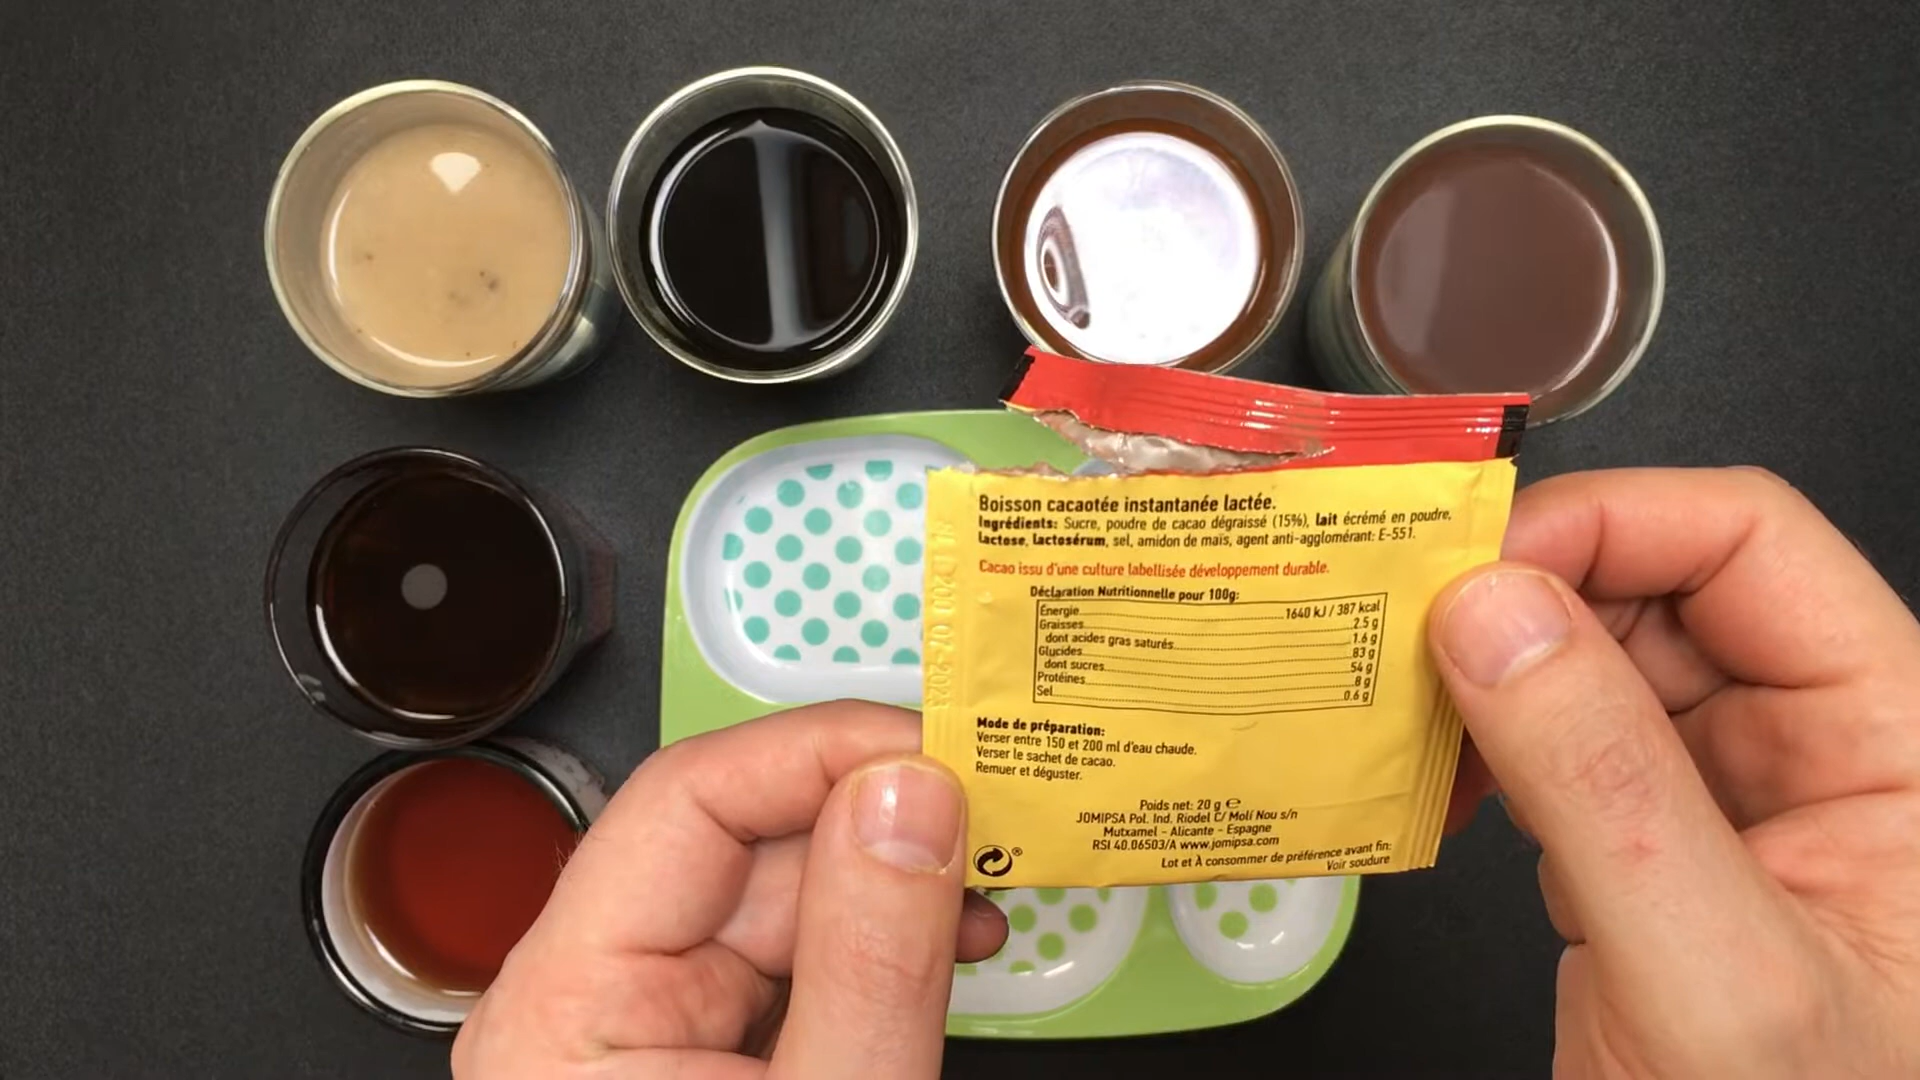 Boisson cacaotée instantanée lactée.
Ingrédients: Sucre, poudre de cacao dégraissé (15%), lait écrémé en poudre,
lactose, lactosérum, sel, amidon de maïs, agent anti-agglomérant: E-551.
Cacao issu d'une culture labellisée développement durable.
Déclaration Nutritionnelle pour 100g:
Énergie 1640 kJ / 387 kcal
Graisses 2.5 g
dont acides gras saturés 1.6 g
Glucides 83 g
dont sucres 54 g
Protéines 8 g
Sel 0.6 g
Mode de préparation:
Verser entre 150 et 200 ml d'eau chaude.
Verser le sachet de cacao.
Remuer et déguster.
Poids net: 20 g ℮
JOMIPSA Pol. Ind. Riodel C/ Molí Nou s/n
Mutxamel - Alicante - Espagne
RSI 40.06503/A www.jomipsa.com
Lot et À consommer de préférence avant fin:
Voir soudure